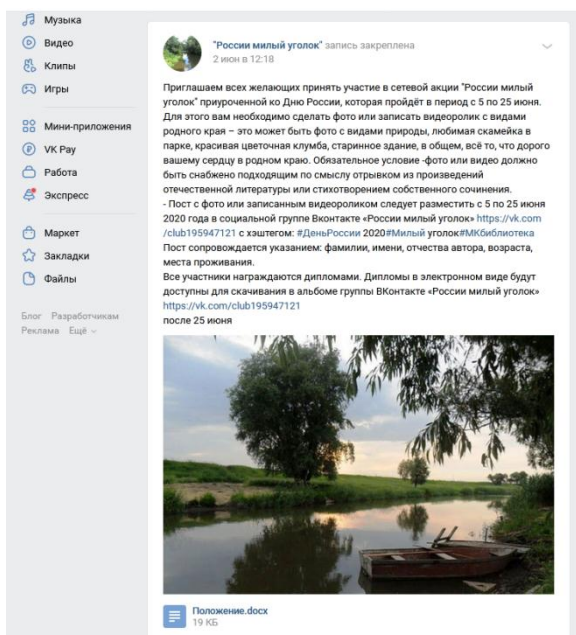 Музыка
Видео
Клипы
Игры
Мини-приложения
VK Pay
Работа
Экспресс
Маркет
Закладки
Файлы
Блог Разработчикам
Реклама Ещё
"России милый уголок" запись закреплена
2 июн в 12:18
Приглашаем всех желающих принять участие в сетевой акции "России милый
уголок" приуроченной ко Дню России, которая пройдёт в период с 5 по 25 июня.
Для этого вам необходимо сделать фото или записать видеоролик с видами
родного края – это может быть фото с видами природы, любимая скамейка в
парке, красивая цветочная клумба, старинное здание, в общем, всё то, что дорого
вашему сердцу в родном краю. Обязательное условие -фото или видео должно
быть снабжено подходящим по смыслу отрывком из произведений
отечественной литературы или стихотворением собственного сочинения.
- Пост с фото или записанным видеороликом следует разместить с 5 по 25 июня
2020 года в социальной группе Вконтакте «России милый уголок» https://vk.com
/club195947121 с хэштегом: #ДеньРоссии 2020#Милый уголок#МКбиблиотека
Пост сопровождается указанием: фамилии, имени, отчества автора, возраста,
места проживания.
Все участники награждаются дипломами. Дипломы в электронном виде будут
доступны для скачивания в альбоме группы ВКонтакте «России милый уголок»
https://vk.com/club195947121
после 25 июня
Положение.docx
19 КБ